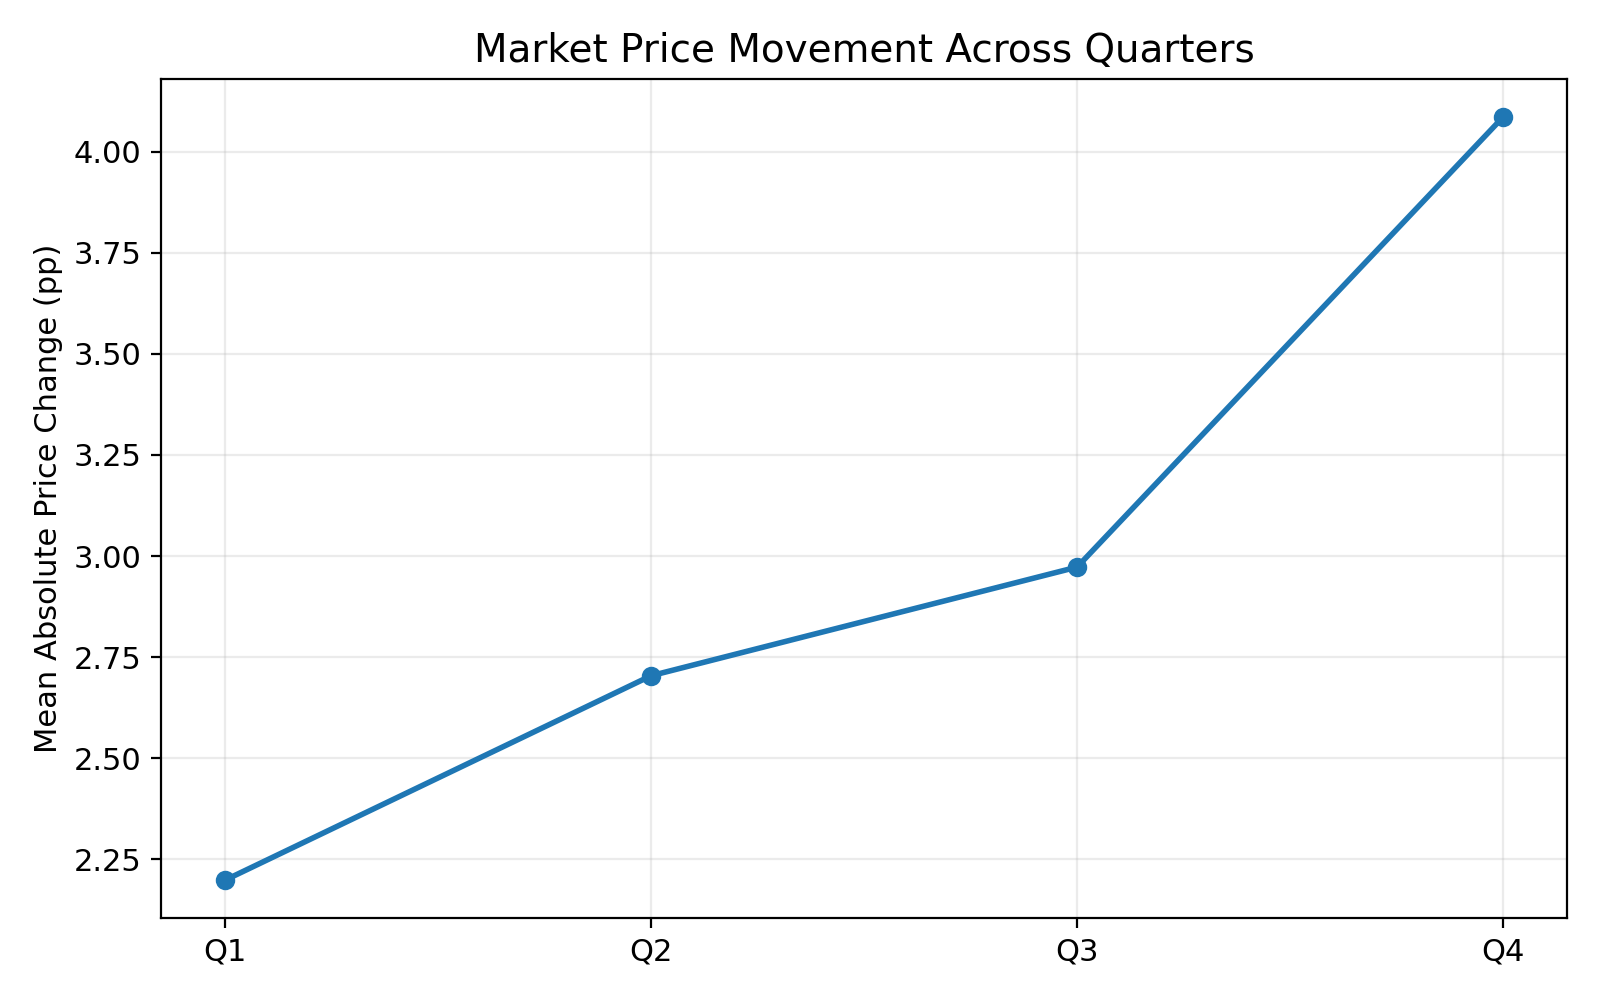 Market Price Movement Across Quarters
Mean Absolute Price Change (pp)
4.00
3.75
3.50
3.25
3.00
2.75
2.50
2.25
Q1 Q2 Q3 Q4